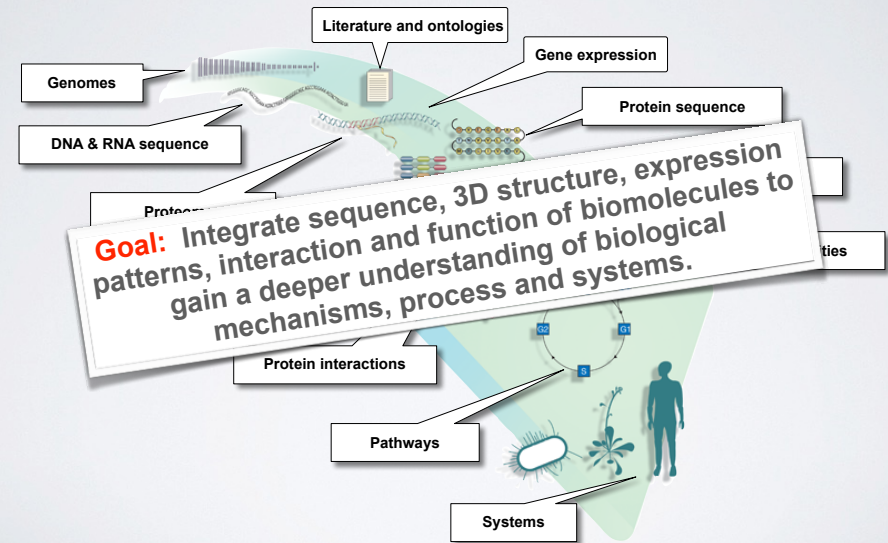 Literature and ontologies
Gene expression
Genomes
Protein sequence
DNA & RNA sequence
Goal: Integrate sequence, 3D structure, expression
patterns, interaction and function of biomolecules to
gain a deeper understanding of biological
mechanisms, process and systems.
G2
G1
S
Protein interactions
Pathways
Systems